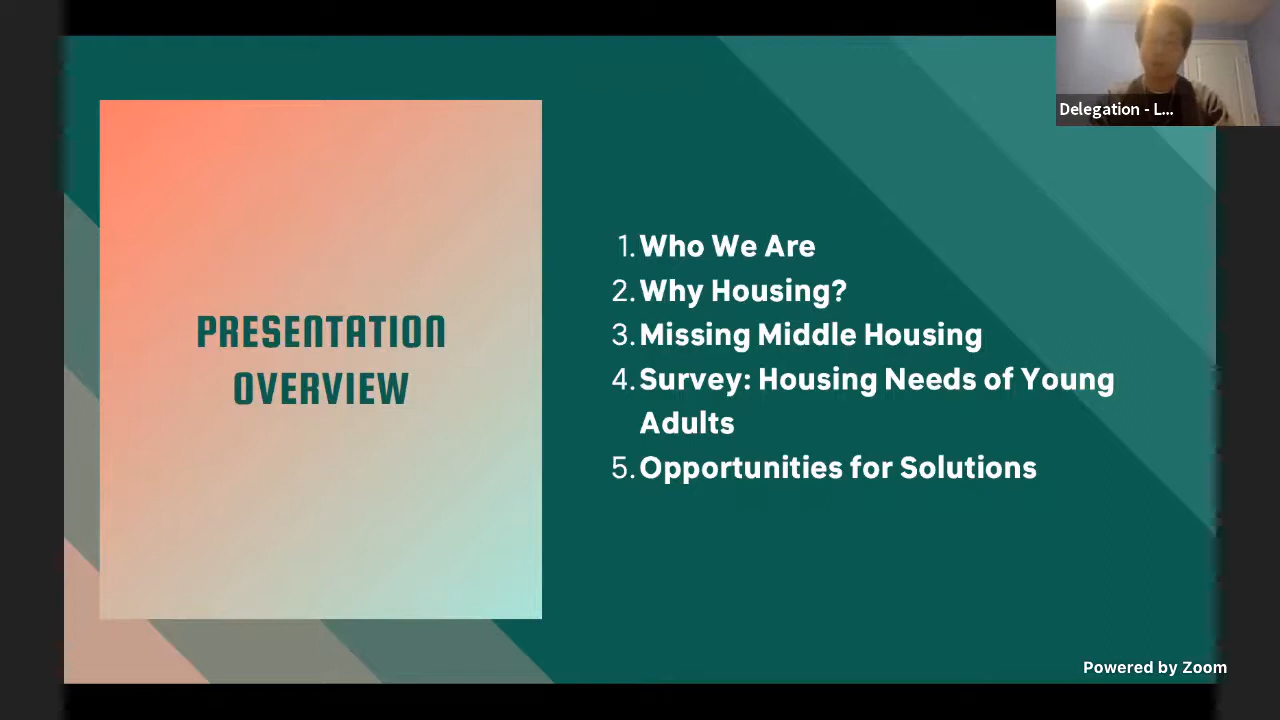 Delegation - L...
PRESENTATION
OVERVIEW
1. Who We Are
2. Why Housing?
3. Missing Middle Housing
4. Survey: Housing Needs of Young
Adults
5. Opportunities for Solutions
Powered by Zoom